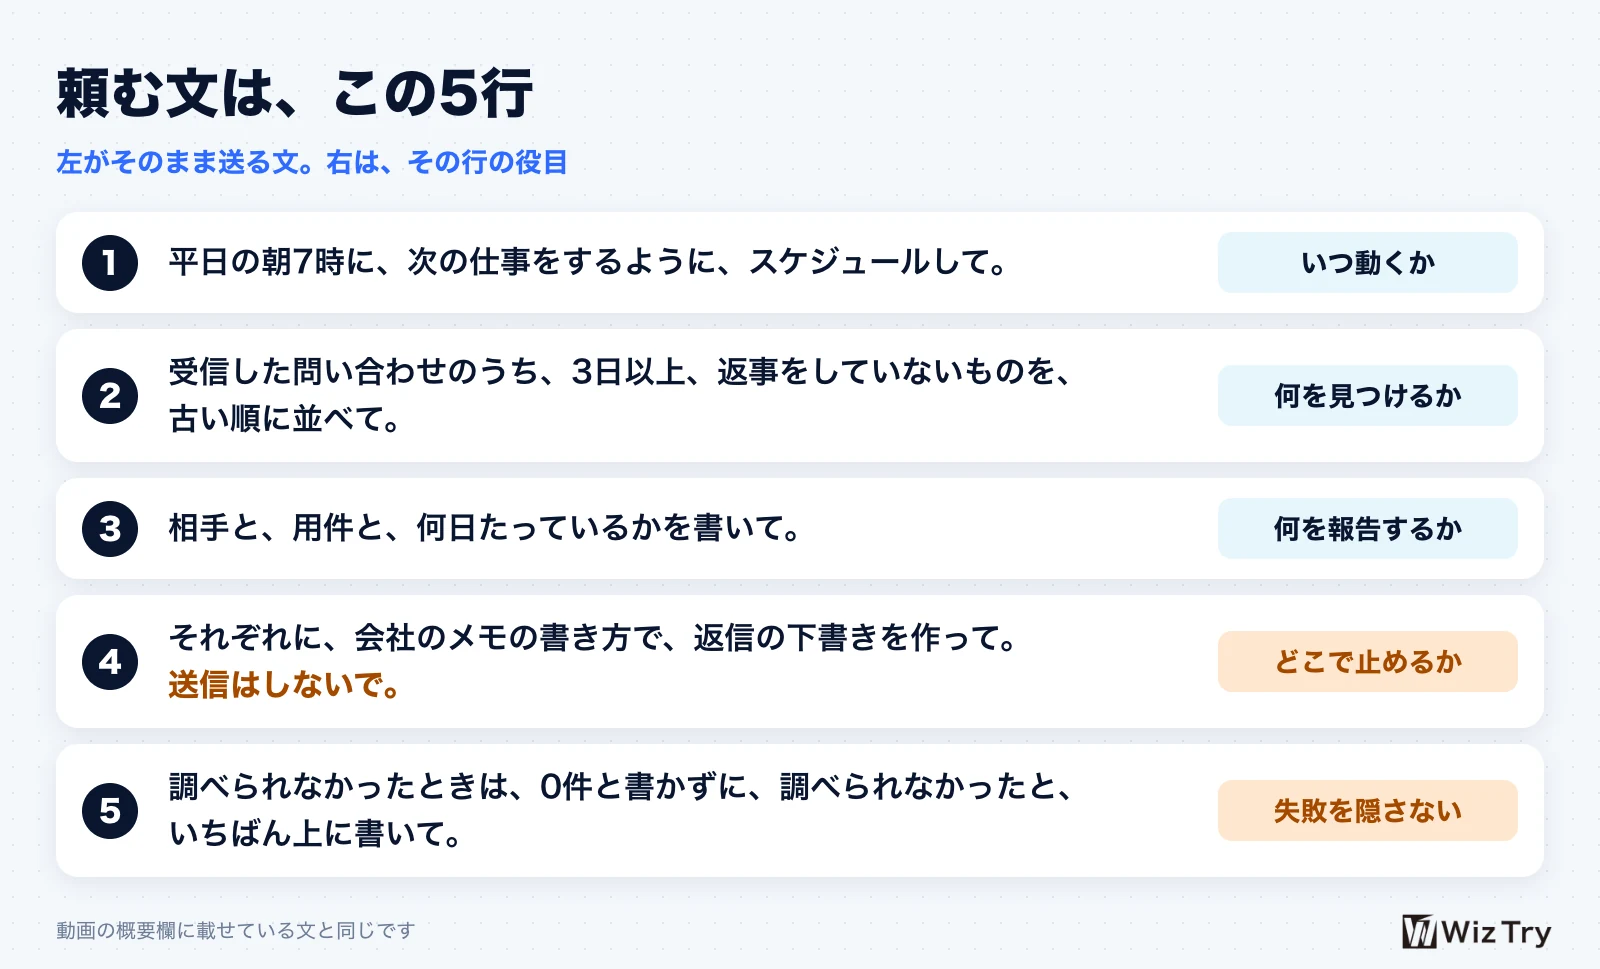 頼む文は、この5行
左がそのまま送る文。右は、その行の役目
1 平日の朝7時に、次の仕事をするように、スケジュールして。 いつ動くか
2 受信した問い合わせのうち、3日以上、返事をしていないものを、
古い順に並べて。 何を見つけるか
3 相手と、用件と、何日たっているかを書いて。 何を報告するか
4 それぞれに、会社のメモの書き方で、返信の下書きを作って。
送信はしないで。 どこで止めるか
5 調べられなかったときは、0件と書かずに、調べられなかったと、
いちばん上に書いて。 失敗を隠さない
動画の概要欄に載せている文と同じです
Wiz Try